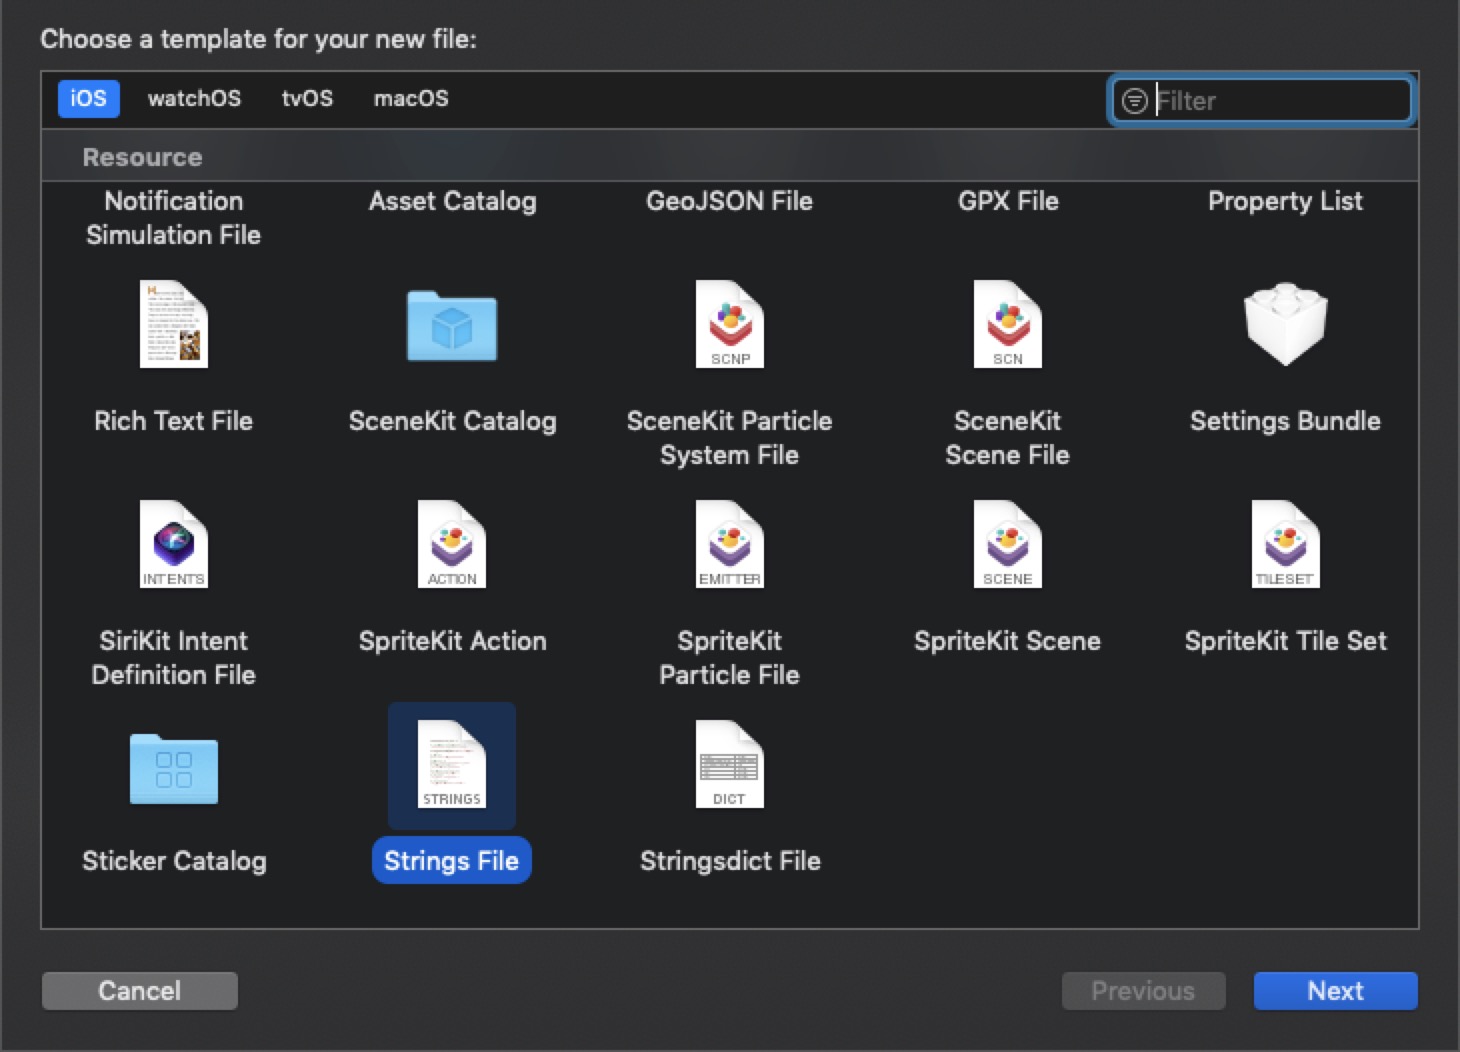 Choose a template for your new file:
iOS watchOS tvOS macOS Filter
Resource
Notification Simulation File
Asset Catalog
GeoJSON File
GPX File
Property List
SCNP
SCN
Rich Text File
SceneKit Catalog
SceneKit Particle System File
SceneKit Scene File
Settings Bundle
INTENTS
ACTION
EMITTER
SCENE
TILESET
SiriKit Intent Definition File
SpriteKit Action
SpriteKit Particle File
SpriteKit Scene
SpriteKit Tile Set
STRINGS
DICT
Sticker Catalog
Strings File
Stringsdict File
Cancel
Previous
Next